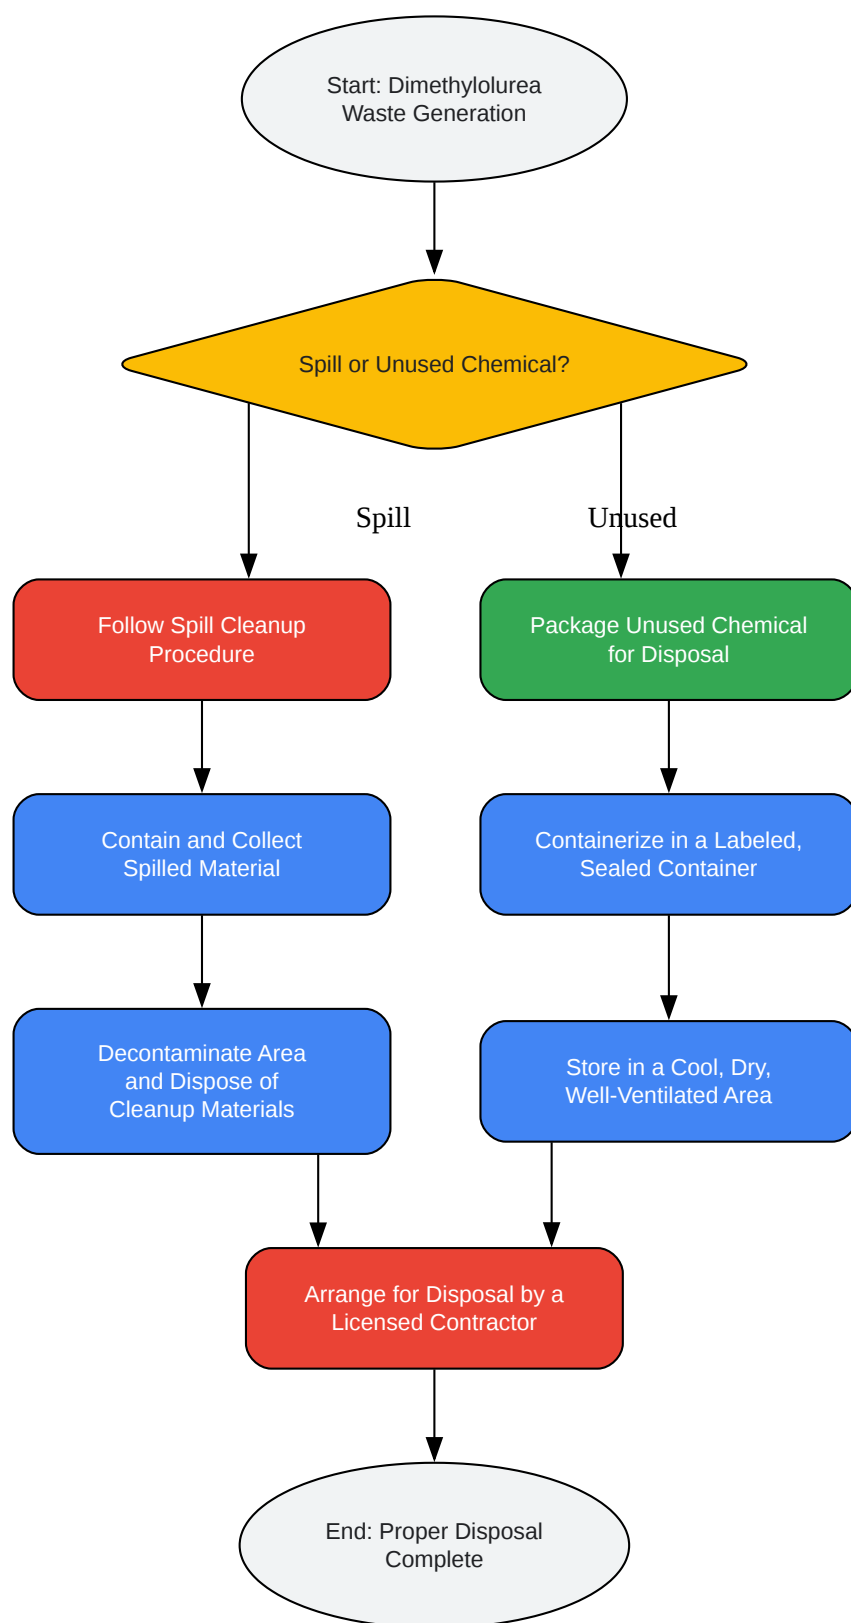 Start: Dimethylolurea
Waste Generation
Spill or Unused Chemical?
Spill
Unused
Follow Spill Cleanup
Procedure
Package Unused Chemical
for Disposal
Contain and Collect
Spilled Material
Containerize in a Labeled,
Sealed Container
Decontaminate Area
and Dispose of
Cleanup Materials
Store in a Cool, Dry,
Well-Ventilated Area
Arrange for Disposal by a
Licensed Contractor
End: Proper Disposal
Complete